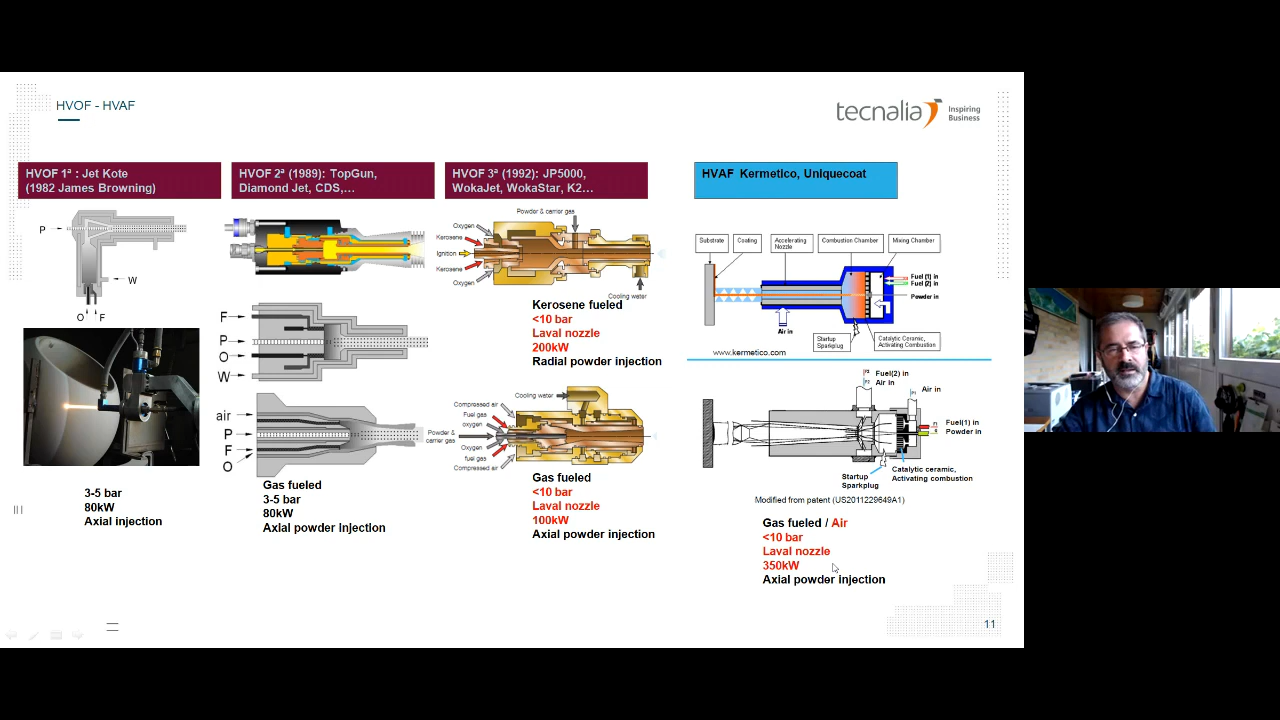 HVOF - HVAF
tecnalia
Inspiring
Business
HVOF 1ª : Jet Kote
(1982 James Browning)
HVOF 2ª (1989): TopGun,
Diamond Jet, CDS,...
HVOF 3ª (1992): JP5000,
WokaJet, WokaStar, K2...
HVAF Kermetico, Uniquecoat
P
W
O F
3-5 bar
80kW
Axial injection
F
P
O
W
air
P
F
O
Gas fueled
3-5 bar
80kW
Axial powder injection
Powder & carrier gas
Oxygen
Kerosene
Ignition
Kerosene
Oxygen
Cooling water
Kerosene fueled
<10 bar
Laval nozzle
200kW
Radial powder injection
Cooling water
Compressed air
Fuel gas
oxygen
Powder &
carrier gas
Oxygen
fuel gas
Compressed air
Gas fueled
<10 bar
Laval nozzle
100kW
Axial powder injection
Substrate
Coating
Accelerating
Nozzle
Combustion Chamber
Mixing Chamber
Fuel (1) in
Fuel (2) in
Powder in
Air in
Startup
Sparkplug
Catalytic Ceramic,
Activating Combustion
www.kermetico.com
Fuel(2) in
Air in
Air in
Fuel(1) in
Powder in
Startup
Sparkplug
Catalytic ceramic,
Activating combustion
Modified from patent (US2011229649A1)
Gas fueled / Air
<10 bar
Laval nozzle
350kW
Axial powder injection
11